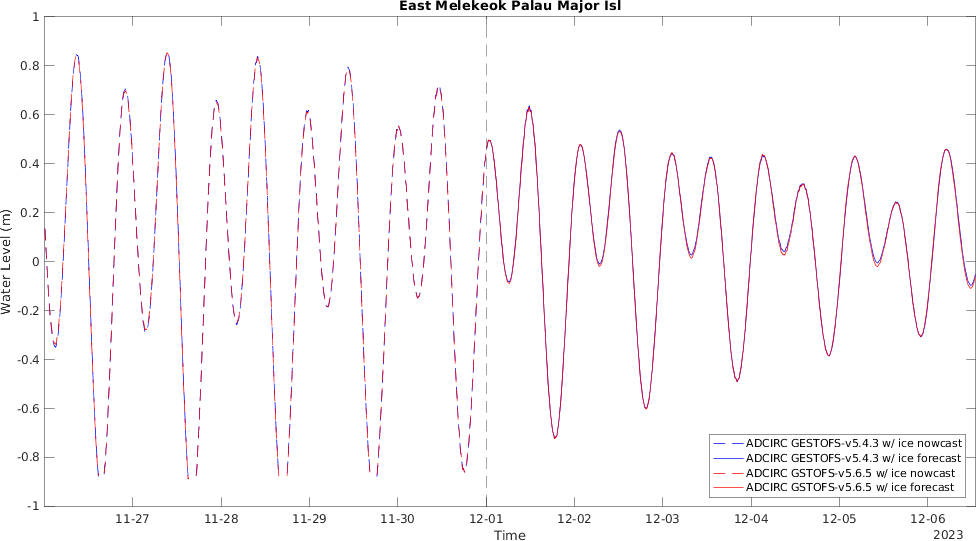 East Melekeok Palau Major Isl
1
0.8
0.6
0.4
0.2
0
-0.2
-0.4
-0.6
-0.8
-1
Water Level (m)
ADCIRC GESTOFS-v5.4.3 w/ ice nowcast
ADCIRC GESTOFS-v5.4.3 w/ ice forecast
ADCIRC GSTOFS-v5.6.5 w/ ice nowcast
ADCIRC GSTOFS-v5.6.5 w/ ice forecast
11-27 11-28 11-29 11-30 12-01 12-02 12-03 12-04 12-05 12-06
Time
2023